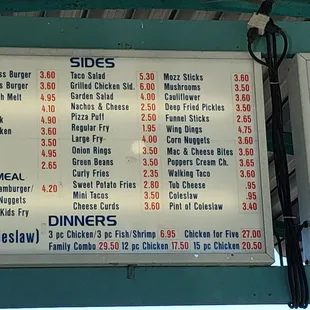 SIDES
ss Burger 3.60
ss Burger 3.60
h Melt 4.95
4.10
k
ken 3.60
4.95
4.95
2.65
MEAL
amburger/ 4.20
Nuggets
Kids Fry
Taco Salad 5.30
Grilled Chicken Sid. 6.00
Garden Salad 4.00
Nachos & Cheese 2.50
Pizza Puff 2.50
Regular Fry 1.95
Large Fry 4.00
Onion Rings 3.50
Green Beans 3.50
Curly Fries 2.35
Sweet Potato 2.80
Mini Tacos 3.50
Cheese Curds 3.60
Mozz Sticks 3.60
Mushrooms 3.50
Cauliflower 3.60
Deep Fried Pickles 3.50
Funnel Sticks 2.65
Wing Dings 4.75
Corn Nuggets 3.60
Mac & Cheese Bites 3.60
Poppers Cream Ch. 3.65
Walking Taco 3.60
Tub Cheese .95
Coleslaw .95
Pint of Coleslaw 3.40
DINNERS
oleslaw) 3 pc Chicken/3 pc Fish/Shrimp 6.95 Chicken for Five 27.00
Family Combo 29.50 12 pc Chicken 17.50 15 pc Chicken 20.50